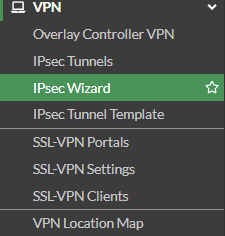 VPN
Overlay Controller VPN
IPsec Tunnels
IPsec Wizard
IPsec Tunnel Template
SSL-VPN Portals
SSL-VPN Settings
SSL-VPN Clients
VPN Location Map